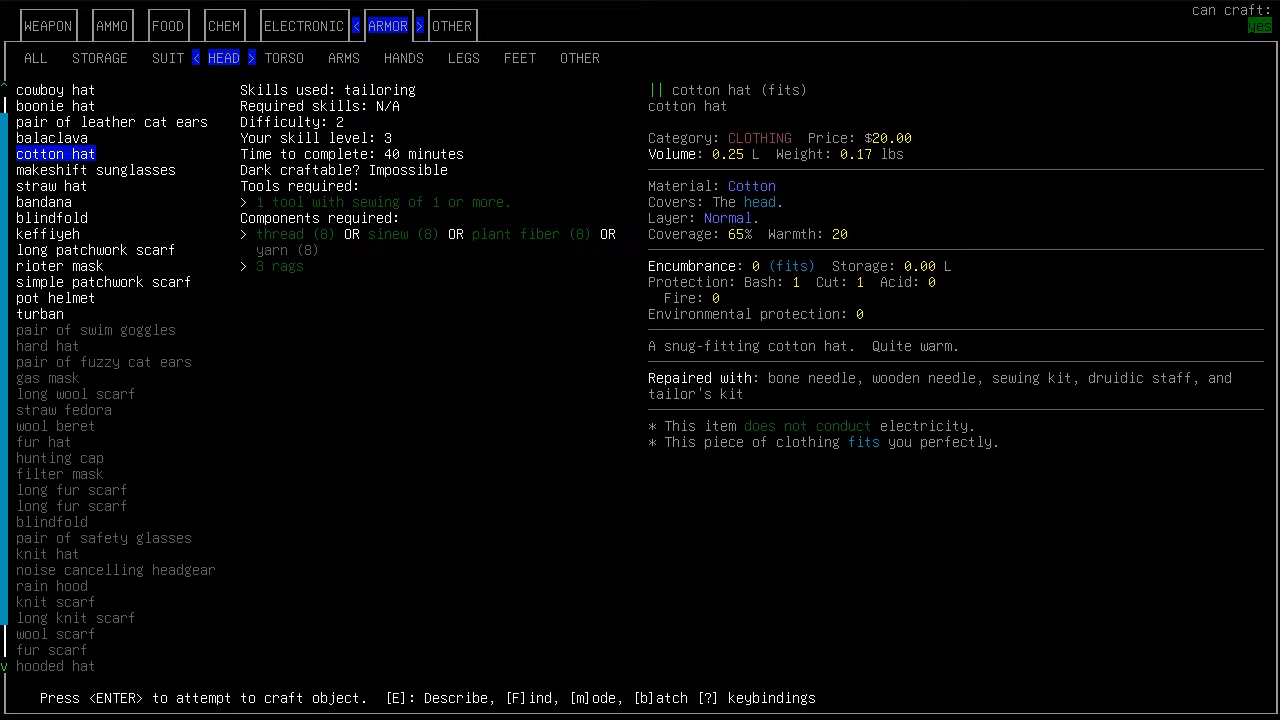 can craft:
WEAPON AMMO FOOD CHEM ELECTRONIC < ARMOR > OTHER yes
ALL STORAGE SUIT < HEAD > TORSO ARMS HANDS LEGS FEET OTHER
^
cowboy hat
boonie hat
pair of leather cat ears
balaclava
cotton hat
makeshift sunglasses
straw hat
bandana
blindfold
keffiyeh
long patchwork scarf
rioter mask
simple patchwork scarf
pot helmet
turban
pair of swim goggles
hard hat
pair of fuzzy cat ears
gas mask
long wool scarf
straw fedora
wool beret
fur hat
hunting cap
filter mask
long fur scarf
long fur scarf
blindfold
pair of safety glasses
knit hat
noise cancelling headgear
rain hood
knit scarf
long knit scarf
wool scarf
fur scarf
v hooded hat
Skills used: tailoring
Required skills: N/A
Difficulty: 2
Your skill level: 3
Time to complete: 40 minutes
Dark craftable? Impossible
Tools required:
> 1 tool with sewing of 1 or more.
Components required:
> thread (8) OR sinew (8) OR plant fiber (8) OR
yarn (8)
> 3 rags
|| cotton hat (fits)
cotton hat
Category: CLOTHING Price: $20.00
Volume: 0.25 L Weight: 0.17 lbs
Material: Cotton
Covers: The head.
Layer: Normal.
Coverage: 65% Warmth: 20
Encumbrance: 0 (fits) Storage: 0.00 L
Protection: Bash: 1 Cut: 1 Acid: 0
Fire: 0
Environmental protection: 0
A snug-fitting cotton hat. Quite warm.
Repaired with: bone needle, wooden needle, sewing kit, druidic staff, and
tailor's kit
* This item does not conduct electricity.
* This piece of clothing fits you perfectly.
Press <ENTER> to attempt to craft object. [E]: Describe, [F]ind, [m]ode, [b]atch [?] keybindings